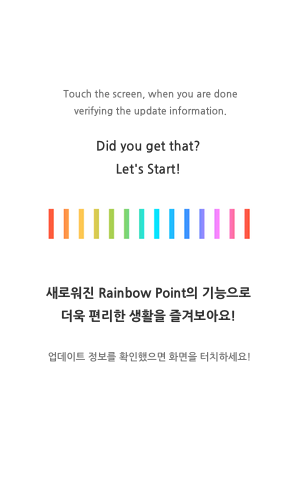 Touch the screen, when you are done
verifying the update information.
Did you get that?
Let's Start!
새로워진 Rainbow Point의 기능으로
더욱 편리한 생활을 즐겨보아요!
업데이트 정보를 확인했으면 화면을 터치하세요!